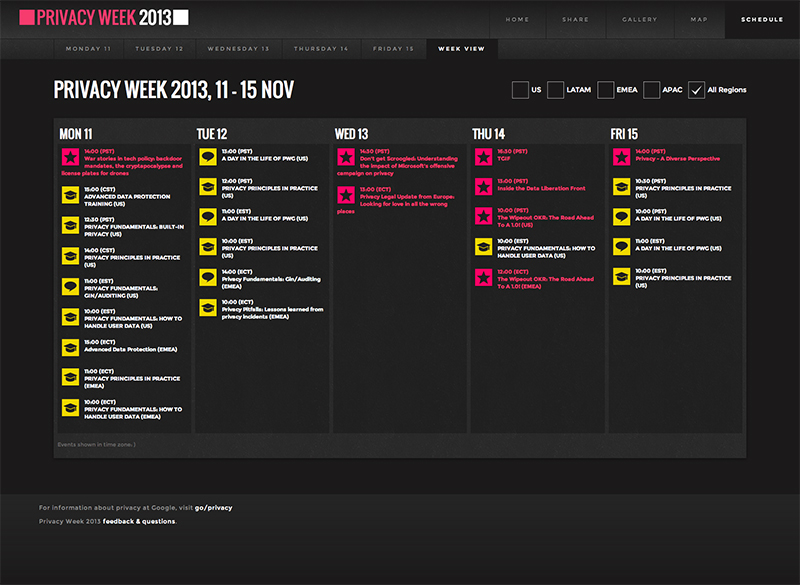 PRIVACY WEEK 2013
HOME
SHARE
GALLERY
MAP
SCHEDULE
MONDAY 11
TUESDAY 12
WEDNESDAY 13
THURSDAY 14
FRIDAY 15
WEEK VIEW
PRIVACY WEEK 2013, 11 - 15 NOV
US
LATAM
EMEA
APAC
All Regions
MON 11
14:00 (PST)
War stories in tech policy: backdoor
mandates, the cryptapocalypse and
license plates for drones
15:00 (CST)
ADVANCED DATA PROTECTION
TRAINING (US)
12:30 (PST)
PRIVACY FUNDAMENTALS: BUILT-IN
PRIVACY (US)
14:00 (CST)
PRIVACY PRINCIPLES IN PRACTICE
(US)
11:00 (EST)
PRIVACY FUNDAMENTALS:
GIN/AUDITING (US)
10:00 (EST)
PRIVACY FUNDAMENTALS: HOW TO
HANDLE USER DATA (US)
15:00 (ECT)
Advanced Data Protection (EMEA)
11:00 (ECT)
PRIVACY PRINCIPLES IN PRACTICE
(EMEA)
10:00 (ECT)
PRIVACY FUNDAMENTALS: HOW TO
HANDLE USER DATA (EMEA)
TUE 12
13:00 (PST)
A DAY IN THE LIFE OF PWG (US)
12:00 (PST)
PRIVACY PRINCIPLES IN PRACTICE
(US)
11:00 (EST)
A DAY IN THE LIFE OF PWG (US)
10:00 (EST)
PRIVACY PRINCIPLES IN PRACTICE
(US)
14:00 (ECT)
Privacy Fundamentals: Gin/Auditing
(EMEA)
10:00 (ECT)
Privacy Pitfalls: Lessons learned from
privacy incidents (EMEA)
WED 13
14:30 (PST)
Don't get Scroogled: Understanding
the impact of Microsoft's offensive
campaign on privacy
13:00 (ECT)
Privacy Legal Update from Europe:
Looking for love in all the wrong
places
THU 14
16:30 (PST)
TGIF
12:00 (PST)
Inside the Data Liberation Front
10:00 (PST)
The Wipeout OKR: The Road Ahead
To A 1.0! (US)
10:00 (EST)
PRIVACY FUNDAMENTALS: HOW TO
HANDLE USER DATA (US)
12:00 (ECT)
The Wipeout OKR: The Road Ahead
To A 1.0! (EMEA)
FRI 15
14:00 (PST)
Privacy - A Diverse Perspective
10:30 (PST)
PRIVACY PRINCIPLES IN PRACTICE
(US)
10:00 (PST)
A DAY IN THE LIFE OF PWG (US)
11:00 (EST)
A DAY IN THE LIFE OF PWG (US)
10:00 (EST)
PRIVACY PRINCIPLES IN PRACTICE
(US)
Events shown in time zone: )
For information about privacy at Google, visit go/privacy
Privacy Week 2013 feedback & questions.